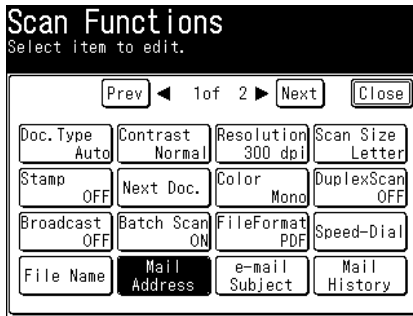 Scan Functions
Select item to edit.
Prev ◀ 1of 2 ▶ Next Close
Doc.Type Contrast Resolution Scan Size
Auto Normal 300 dpi Letter
Stamp Next Doc. Color DuplexScan
OFF Mono OFF
Broadcast Batch Scan FileFormat Speed-Dial
OFF ON PDF
File Name Mail e-mail Mail
Address Subject History